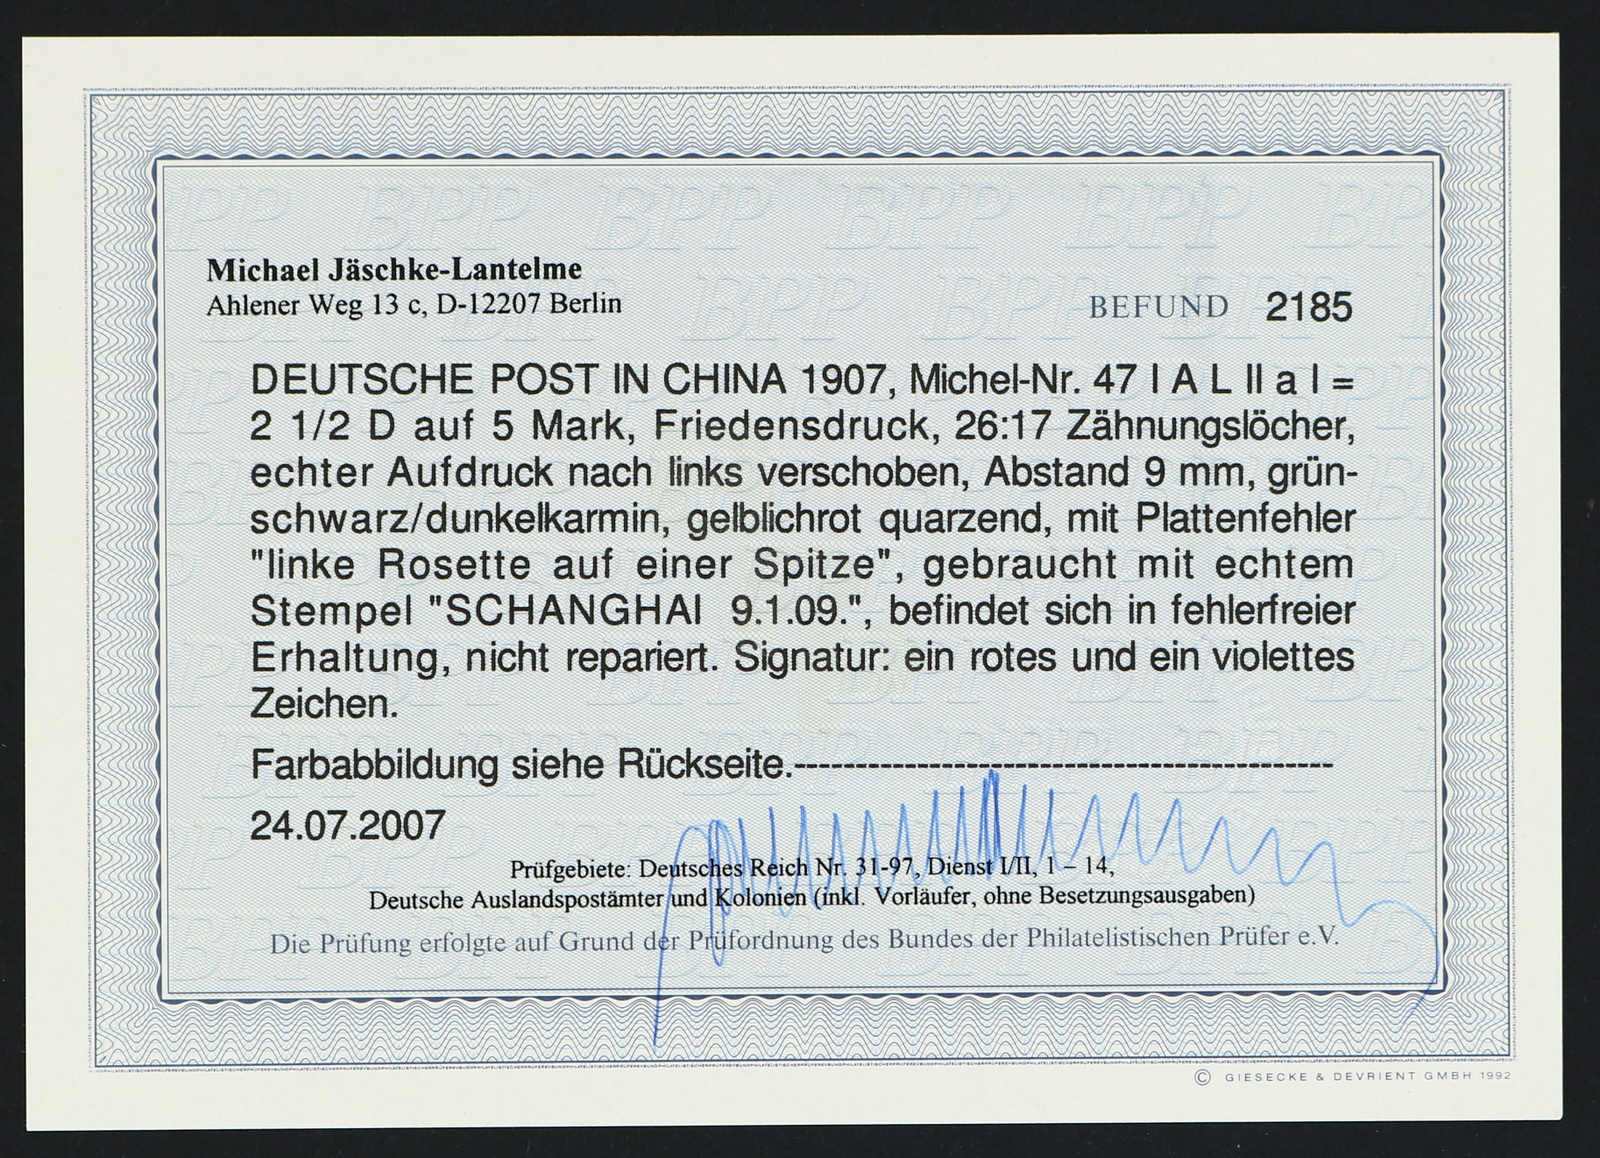 Michael Jäschke-Lantelme
Ahlener Weg 13 c, D-12207 Berlin
BEFUND 2185
DEUTSCHE POST IN CHINA 1907, Michel-Nr. 47 I A L II a I =
2 1/2 D auf 5 Mark, Friedensdruck, 26:17 Zähnungslöcher,
echter Aufdruck nach links verschoben, Abstand 9 mm, grün-
schwarz/dunkelkarmin, gelblichrot quarzend, mit Plattenfehler
"linke Rosette auf einer Spitze", gebraucht mit echtem
Stempel "SCHANGHAI 9.1.09.", befindet sich in fehlerfreier
Erhaltung, nicht repariert. Signatur: ein rotes und ein violettes
Zeichen.
Farbabbildung siehe Rückseite.--------------------------------------------
24.07.2007
Prüfgebiete: Deutsches Reich Nr. 31-97, Dienst I/II, 1 – 14,
Deutsche Auslandspostämter und Kolonien (inkl. Vorläufer, ohne Besetzungsausgaben)
Die Prüfung erfolgte auf Grund der Prüfordnung des Bundes der Philatelistischen Prüfer e.V.
© GIESECKE & DEVRIENT GMBH 1992